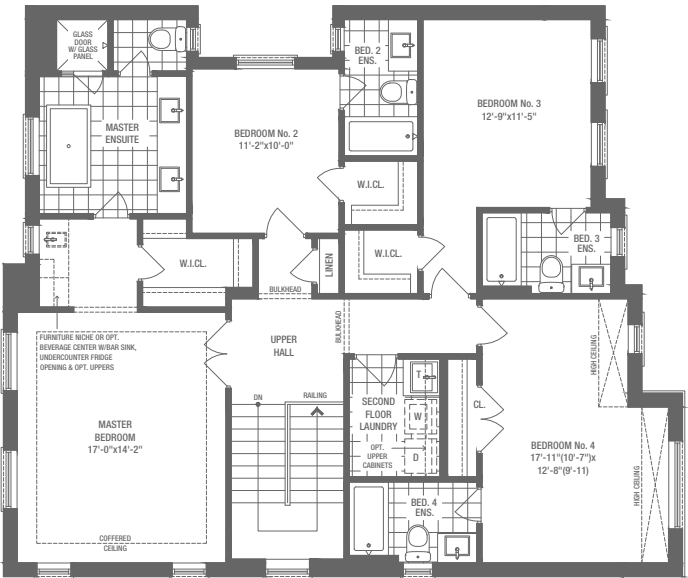 GLASS
DOOR
W/ GLASS
PANEL
BED. 2
ENS.
BEDROOM No. 3
12'-9"x11'-5"
MASTER
ENSUITE
BEDROOM No. 2
11'-2"x10'-0"
W.I.CL.
BED. 3
ENS.
W.I.CL.
W.I.CL.
LINEN
BULKHEAD
BULKHEAD
UPPER
HALL
FURNITURE NICHE OR OPT.
BEVERAGE CENTER W/BAR SINK,
UNDERCOUNTER FRIDGE
OPENING & OPT. UPPERS
HIGH CEILING
T
DN
RAILING
SECOND
FLOOR
LAUNDRY
W
CL.
OPT.
UPPER
CABINETS
D
MASTER
BEDROOM
17'-0"x14'-2"
BEDROOM No. 4
17'-11"(10'-7")x
12'-8"(9'-11)
HIGH CEILING
BED. 4
ENS.
COFFERED
CEILING